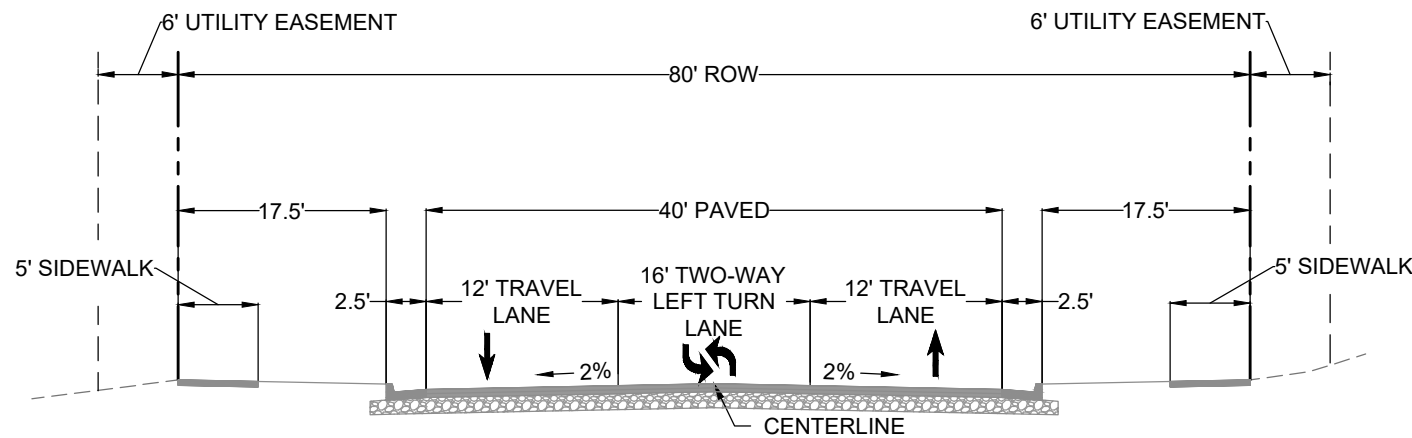 6' UTILITY EASEMENT
6' UTILITY EASEMENT
80' ROW
17.5'
40' PAVED
17.5'
5' SIDEWALK
5' SIDEWALK
2.5'
12' TRAVEL
LANE
16' TWO-WAY
LEFT TURN
LANE
12' TRAVEL
LANE
2.5'
2%
2%
CENTERLINE